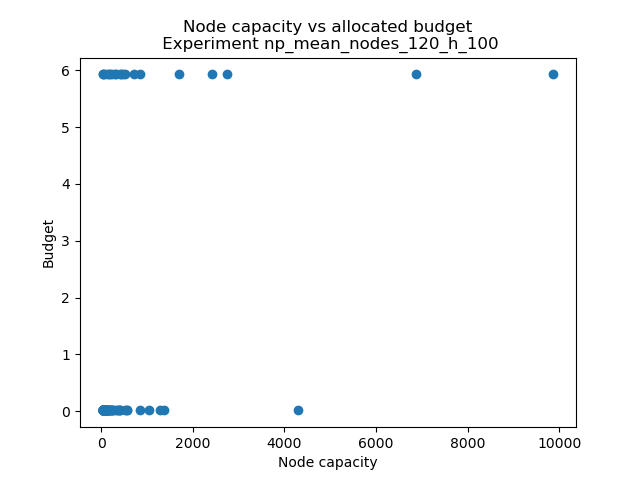 Node capacity vs allocated budget
Experiment np_mean_nodes_120_h_100
6
5
4
3
2
1
0
Budget
0 2000 4000 6000 8000 10000
Node capacity